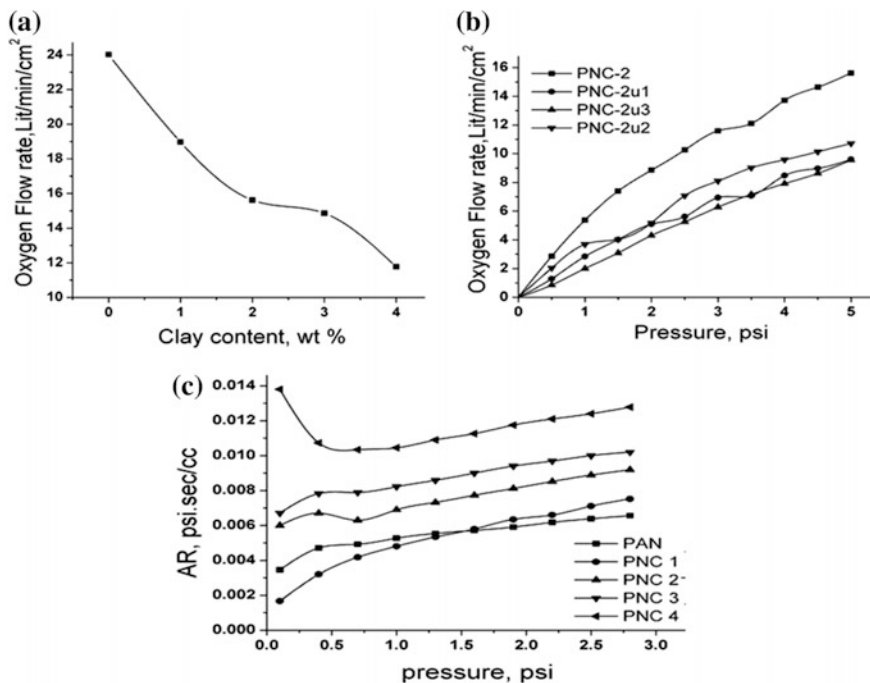 (a)
24
22
20
18
16
14
12
10
Oxygen Flow rate,Lit/min/cm²
0 1 2 3 4
Clay content, wt %
(b)
16
14
12
10
8
6
4
2
0
Oxygen Flow rate,Lit/min/cm²
PNC-2
PNC-2u1
PNC-2u3
PNC-2u2
0 1 2 3 4 5
Pressure, psi
(c)
0.014
0.012
0.010
0.008
0.006
0.004
0.002
0.000
AR, psi.sec/cc
PAN
PNC 1
PNC 2
PNC 3
PNC 4
0.0 0.5 1.0 1.5 2.0 2.5 3.0
pressure, psi